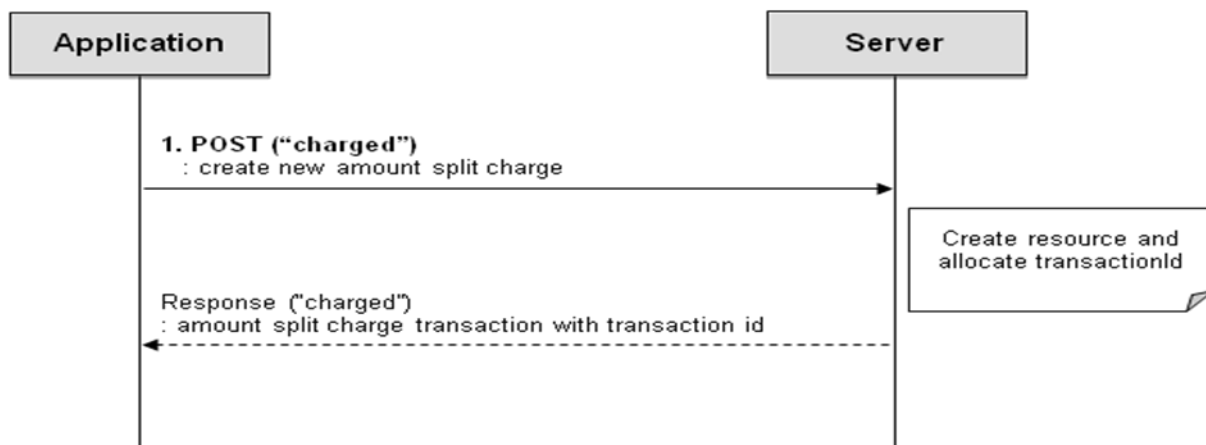 Application
Server
1. POST (“charged”)
: create new amount split charge
Create resource and
allocate transactionId
Response ("charged")
: amount split charge transaction with transaction id